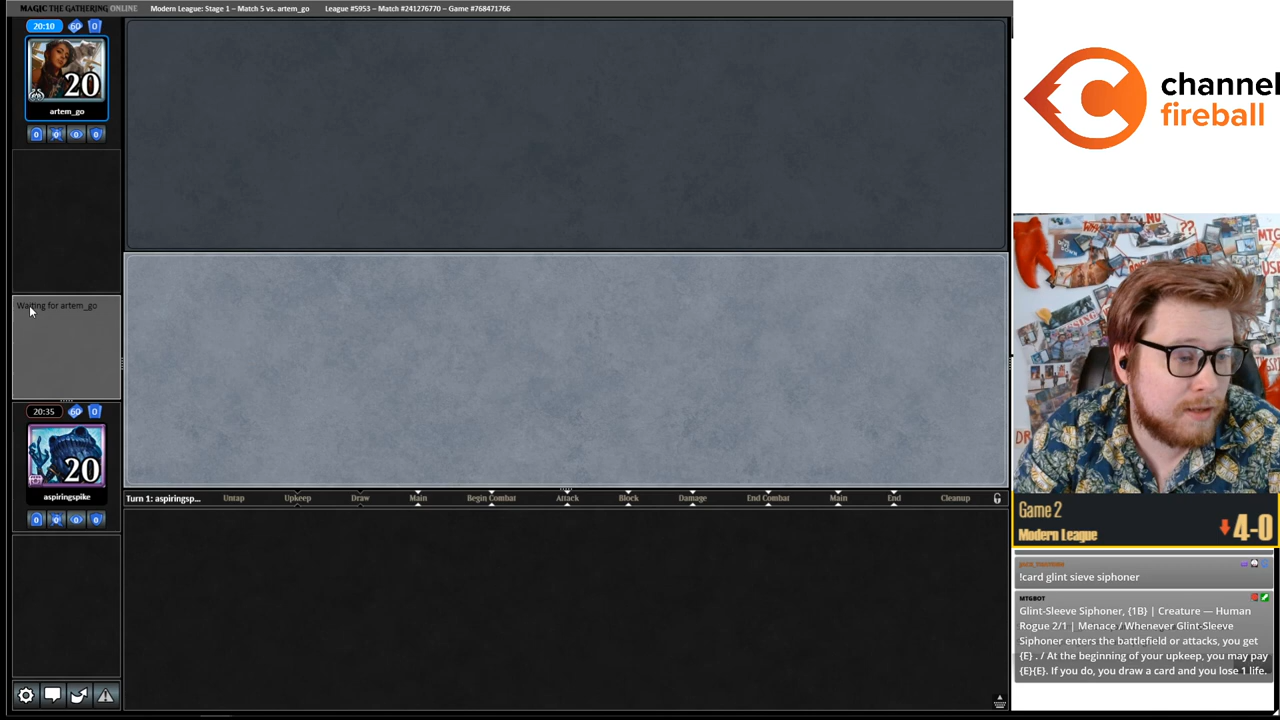 MAGIC THE GATHERING ONLINE
Modern League: Stage 1 – Match 5 vs. artem_go
League #5953 – Match #241276770 – Game #768471766
20:10
60
0
20
artem_go
0
0
0
0
Waiting for artem_go
20:35
60
0
20
aspiringspike
0
0
0
0
Turn 1: aspiringsp...
Untap
Upkeep
Draw
Main
Begin Combat
Attack
Block
Damage
End Combat
Main
End
Cleanup
channel
fireball
NO
??
Game 2
Modern League
4-0
!card glint sieve siphoner
MTGBOT
Glint-Sleeve Siphoner, {1B} | Creature — Human
Rogue 2/1 | Menace / Whenever Glint-Sleeve
Siphoner enters the battlefield or attacks, you get
{E} . / At the beginning of your upkeep, you may pay
{E}{E}. If you do, you draw a card and you lose 1 life.